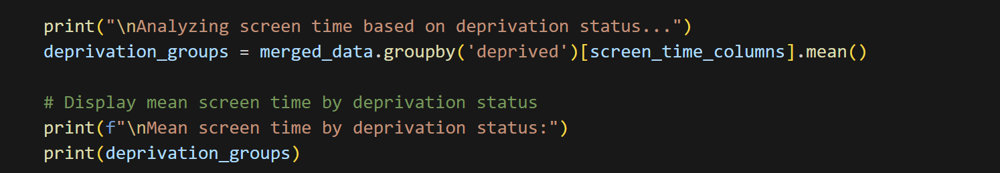 print("\nAnalyzing screen time based on deprivation status...")
deprivation_groups = merged_data.groupby('deprived')[screen_time_columns].mean()
# Display mean screen time by deprivation status
print(f"\nMean screen time by deprivation status:")
print(deprivation_groups)